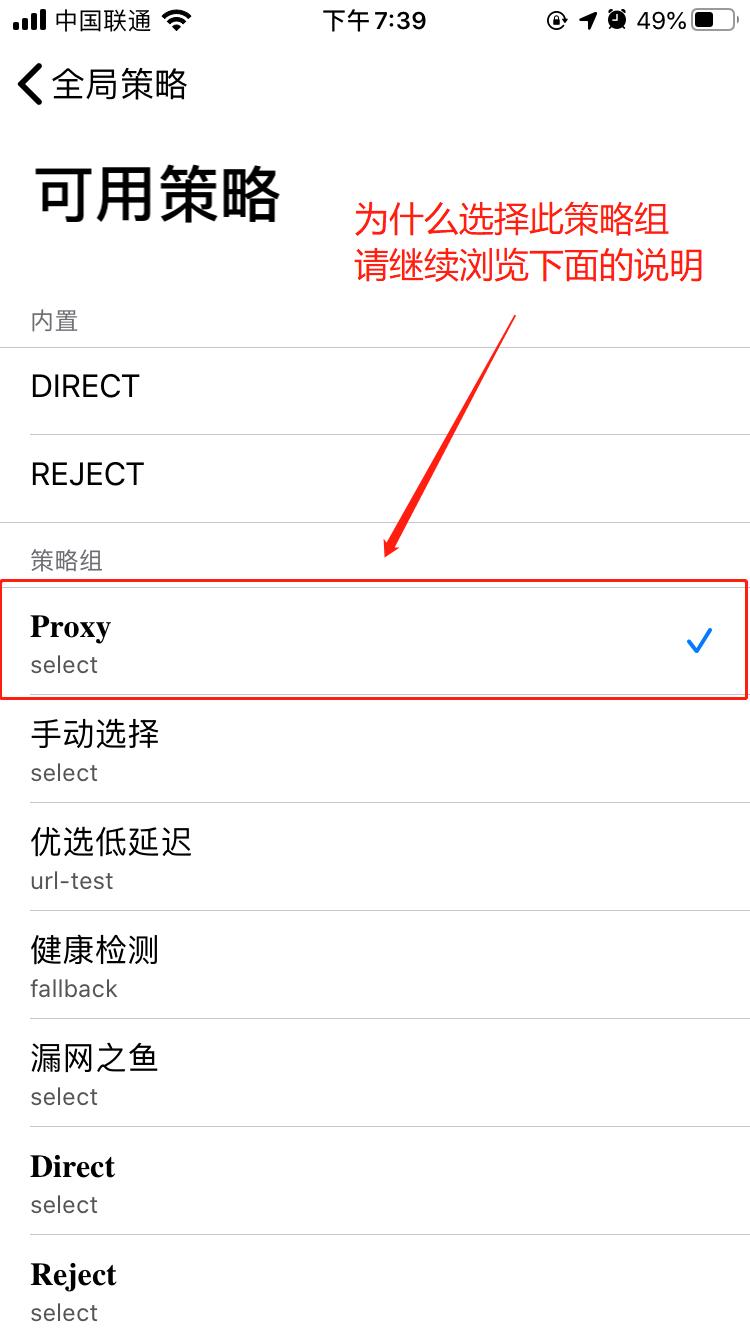 中国联通 下午7:39 49%
全局策略
可用策略
为什么选择此策略组
请继续浏览下面的说明
内置
DIRECT
REJECT
策略组
Proxy
select
手动选择
select
优选低延迟
url-test
健康检测
fallback
漏网之鱼
select
Direct
select
Reject
select